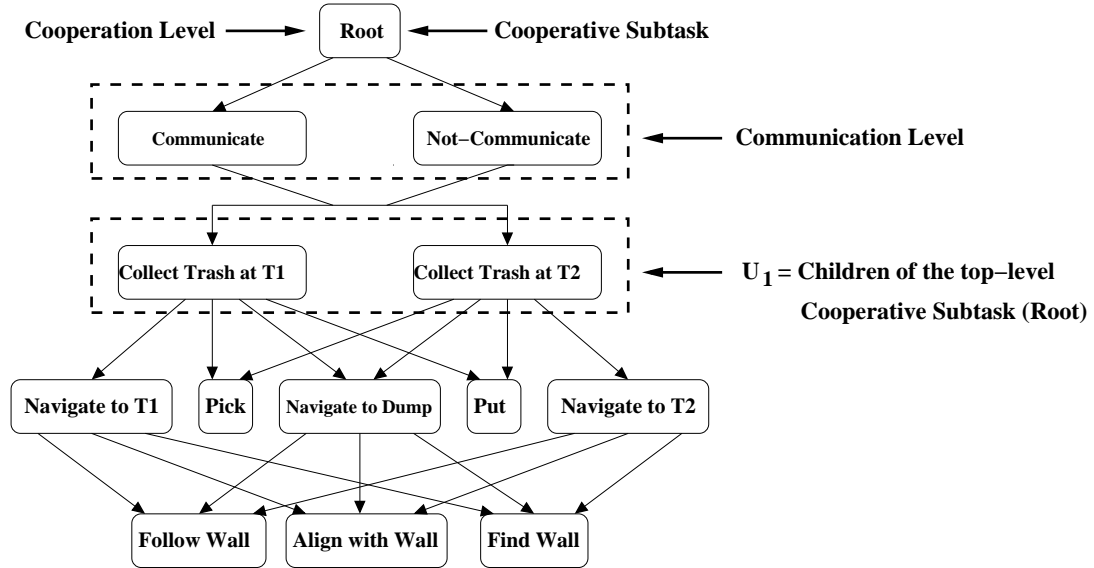 Cooperation Level
Root
Cooperative Subtask
Communicate
Not−Communicate
Communication Level
Collect Trash at T1
Collect Trash at T2
U1 = Children of the top−level
Cooperative Subtask (Root)
Navigate to T1
Pick
Navigate to Dump
Put
Navigate to T2
Follow Wall
Align with Wall
Find Wall